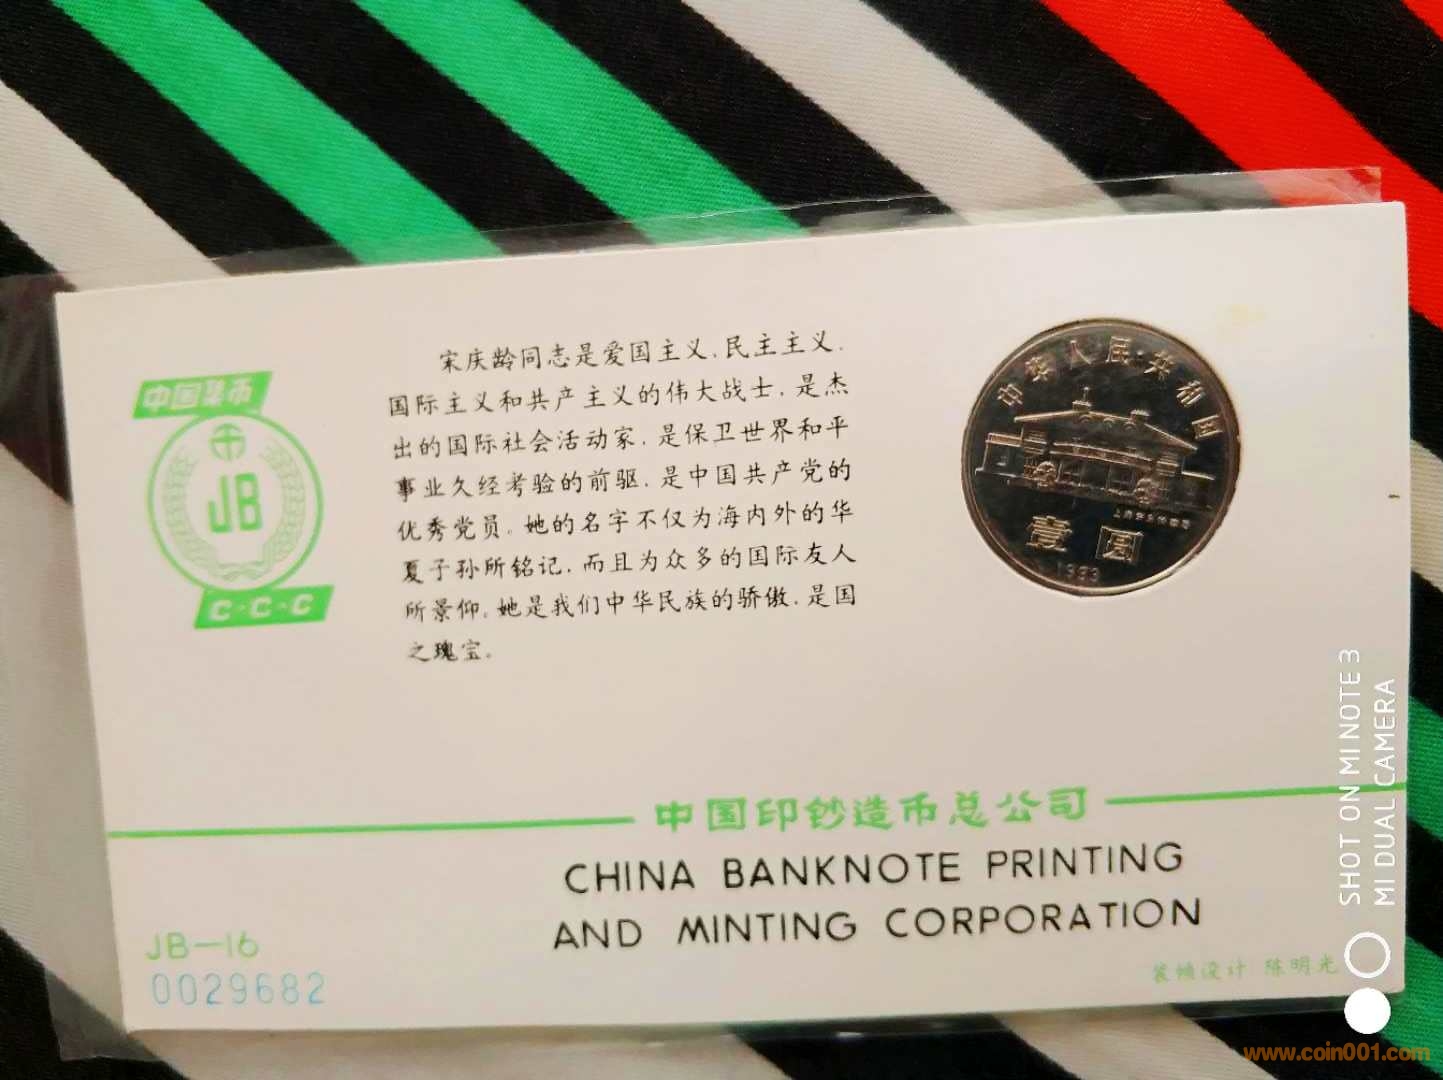 中国集币
JB
C·C·C
宋庆龄同志是爱国主义、民主主义、
国际主义和共产主义的伟大战士，是杰
出的国际社会活动家，是保卫世界和平
事业久经考验的前驱，是中国共产党的
优秀党员。她的名字不仅为海内外的华
夏子孙所铭记，而且为众多的国际友人
所景仰。她是我们中华民族的骄傲，是国
之瑰宝。
中华人民共和国
壹圆
1993
中国印钞造币总公司
CHINA BANKNOTE PRINTING
AND MINTING CORPORATION
JB—16
0029682
装帧设计 陈明光
SHOT ON MI NOTE 3
MI DUAL CAMERA
www.coin001.com